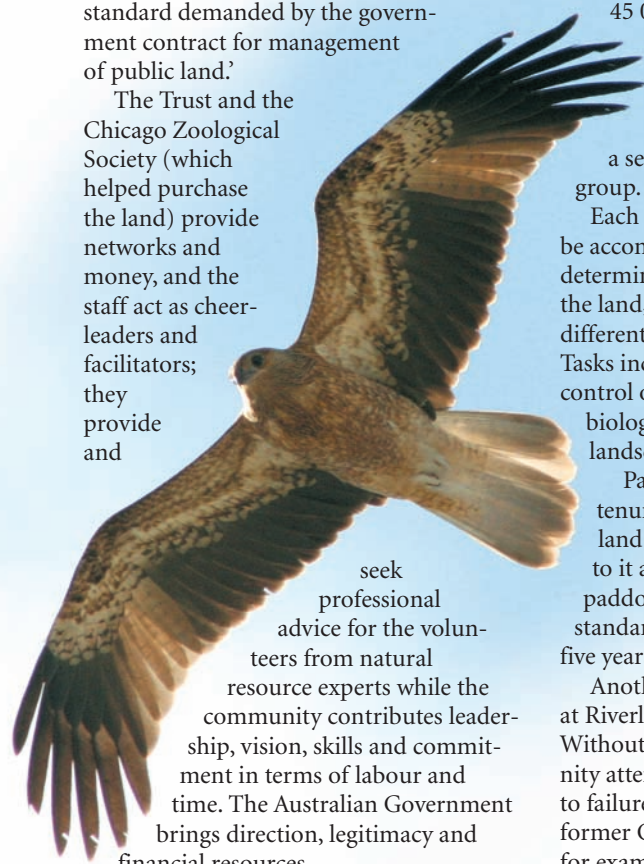 standard demanded by the govern-
ment contract for management
of public land.’
The Trust and the
Chicago Zoological
Society (which
helped purchase
the land) provide
networks and
money, and the
staff act as cheer-
leaders and
facilitators;
they
provide
and
seek
professional
advice for the volun-
teers from natural
resource experts while the
community contributes leader-
ship, vision, skills and commit-
ment in terms of labour and
time. The Australian Government
brings direction, legitimacy and
financial resources
45
a se
group.
Each
be accon
determin
the land
different
Tasks inc
control o
biolog
landsc
Pa
tenu
land
to it a
paddo
standar
five year
Anoth
at Riverl
Without
nity atte
to failure
former C
for exam